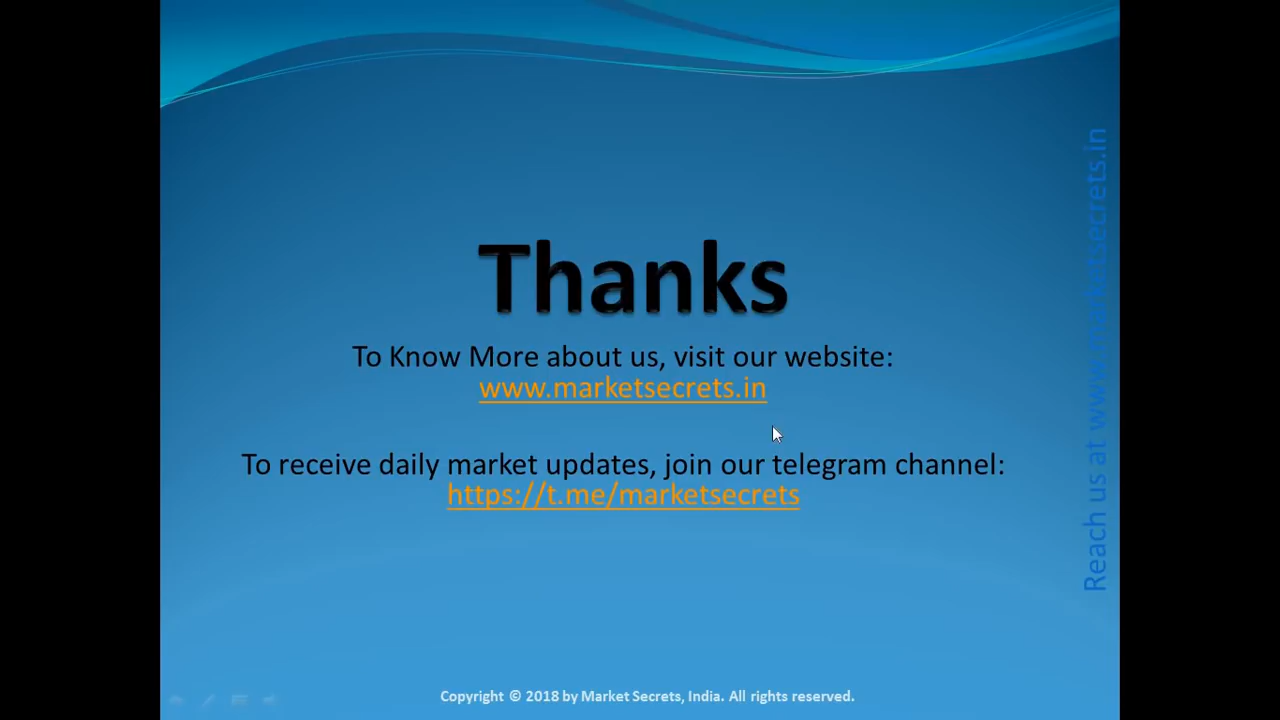 Thanks
To Know More about us, visit our website:
www.marketsecrets.in
To receive daily market updates, join our telegram channel:
https://t.me/marketsecrets
Reach us at www.marketsecrets.in
Copyright © 2018 by Market Secrets, India. All rights reserved.